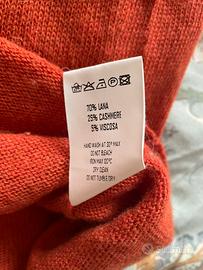 70% LANA
25% CASHMERE
5% VISCOSA
HAND WASH AT 30° MAX
DO NOT BLEACH
IRON MAX 110°C
DRY CLEAN
DO NOT TUMBLE DRY